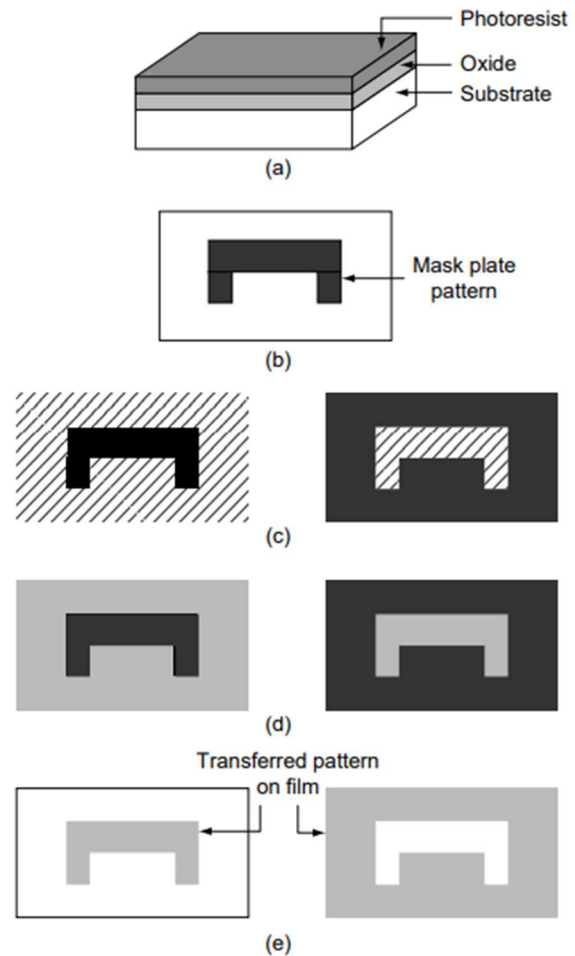 Photoresist
Oxide
Substrate
(a)
Mask plate
pattern
(b)
(c)
(d)
Transferred pattern
on film
(e)